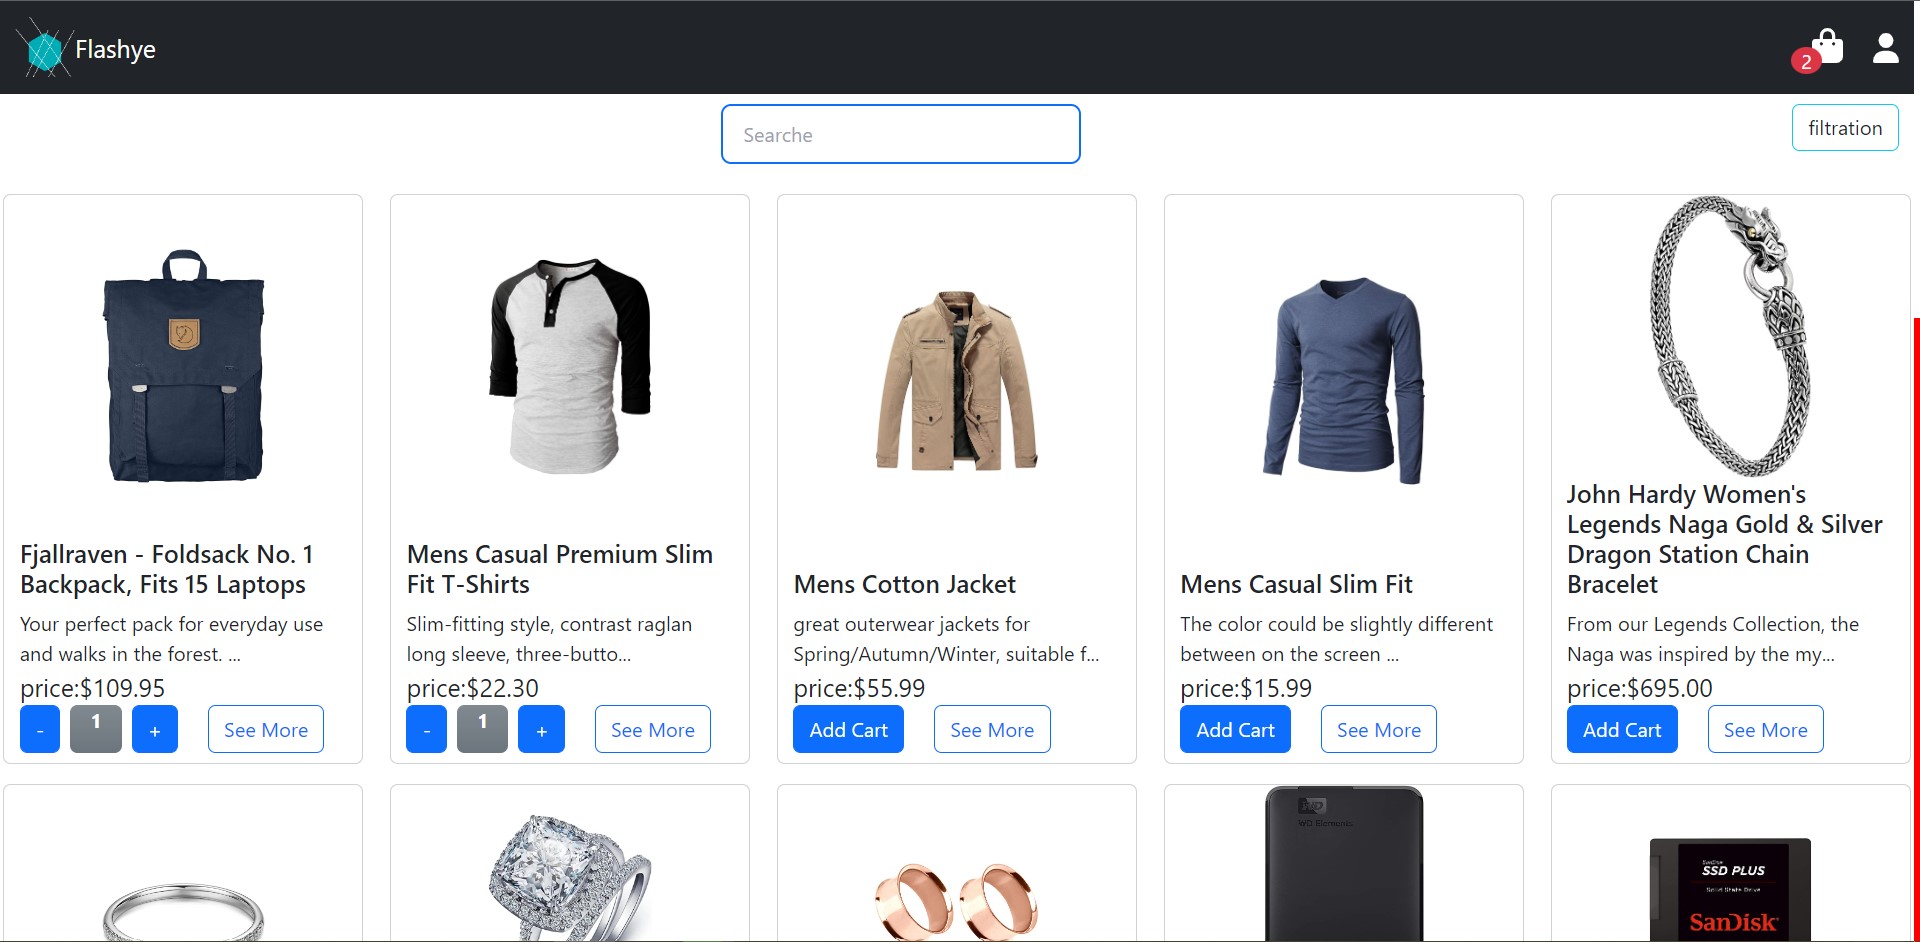 Flashye
2
Searche
filtration
Fjallraven - Foldsack No. 1
Backpack, Fits 15 Laptops
Your perfect pack for everyday use
and walks in the forest. ...
price:$109.95
- 1 + See More
Mens Casual Premium Slim
Fit T-Shirts
Slim-fitting style, contrast raglan
long sleeve, three-butto...
price:$22.30
- 1 + See More
Mens Cotton Jacket
great outerwear jackets for
Spring/Autumn/Winter, suitable f...
price:$55.99
Add Cart See More
Mens Casual Slim Fit
The color could be slightly different
between on the screen ...
price:$15.99
Add Cart See More
John Hardy Women's
Legends Naga Gold & Silver
Dragon Station Chain
Bracelet
From our Legends Collection, the
Naga was inspired by the my...
price:$695.00
Add Cart See More
WD
WD Elements
SanDisk
SSD PLUS
Solid State Drive
SanDisk